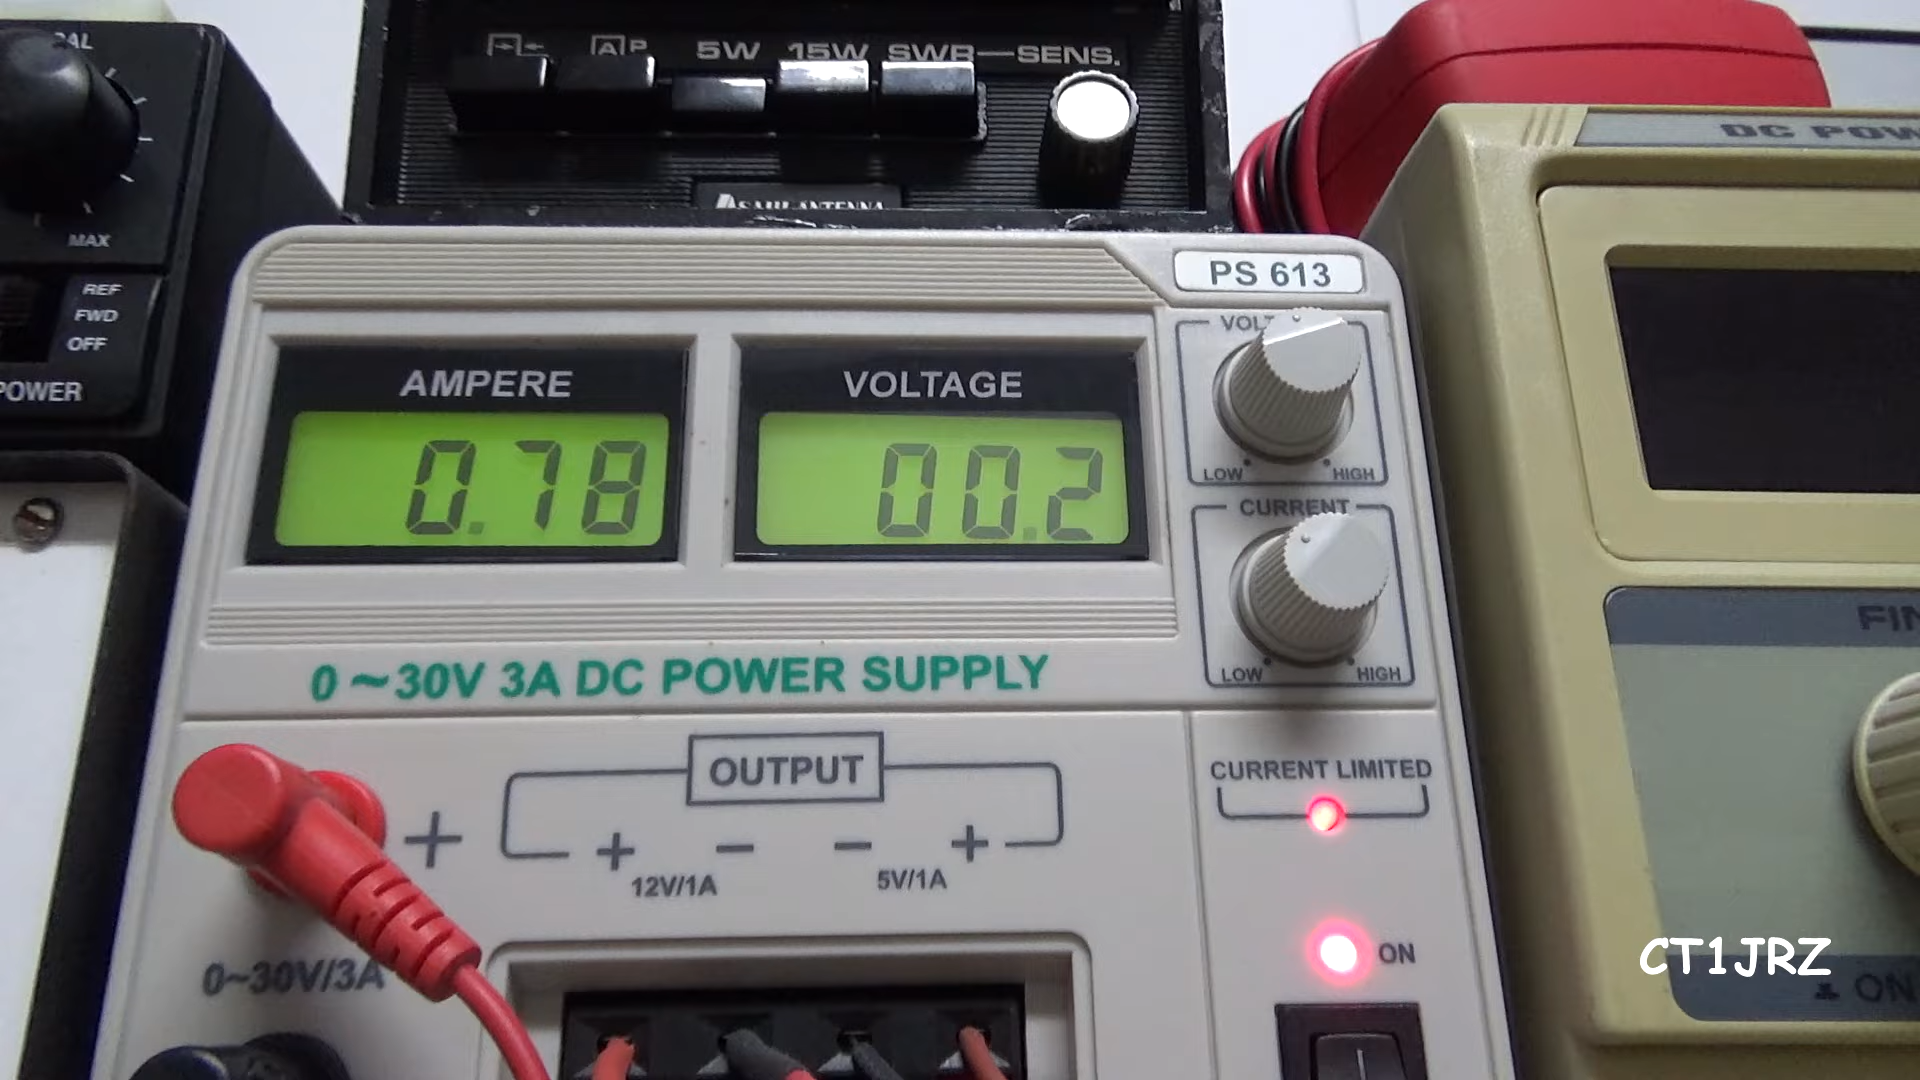 5W 15W SWR—SENS.
MAX
REF
FWD
OFF
POWER
PS 613
AMPERE
VOLTAGE
0.78
00.2
LOW HIGH
CURRENT
LOW HIGH
0~30V 3A DC POWER SUPPLY
OUTPUT
+ + − − +
12V/1A 5V/1A
0~30V/3A
CURRENT LIMITED
ON
DC
ON
CT1JRZ